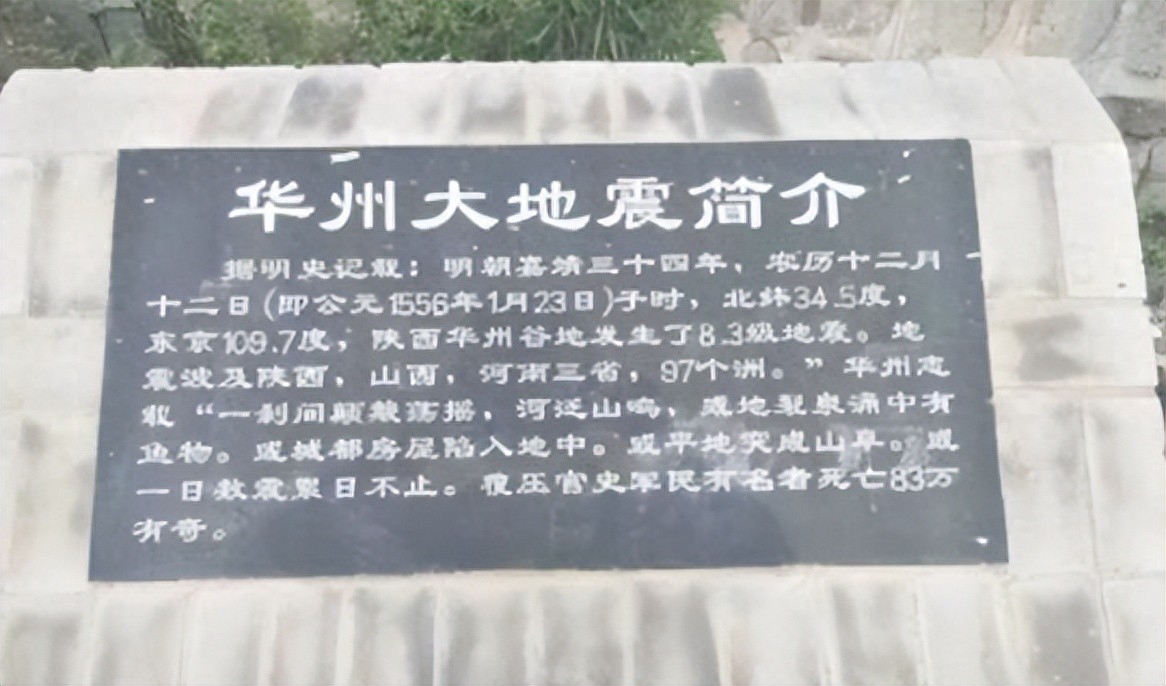 华州大地震简介
据明史记载：明朝嘉靖三十四年、农历十二月
十二日(即公元1556年1月23日)子时，北纬34.5度，
东京109.7度，陕西华州谷地发生了8.3级地震。地
震波及陕西，山西，河南三省，97个洲。”华州志
收“一刹间颠簸荡摇，河泛山鸣，或地裂泉涌中有
鱼物。或城都房屋陷入地中。或平地突成山阜。或
一日数震累日不止。覆压官史军民有名者死亡83万
有奇。